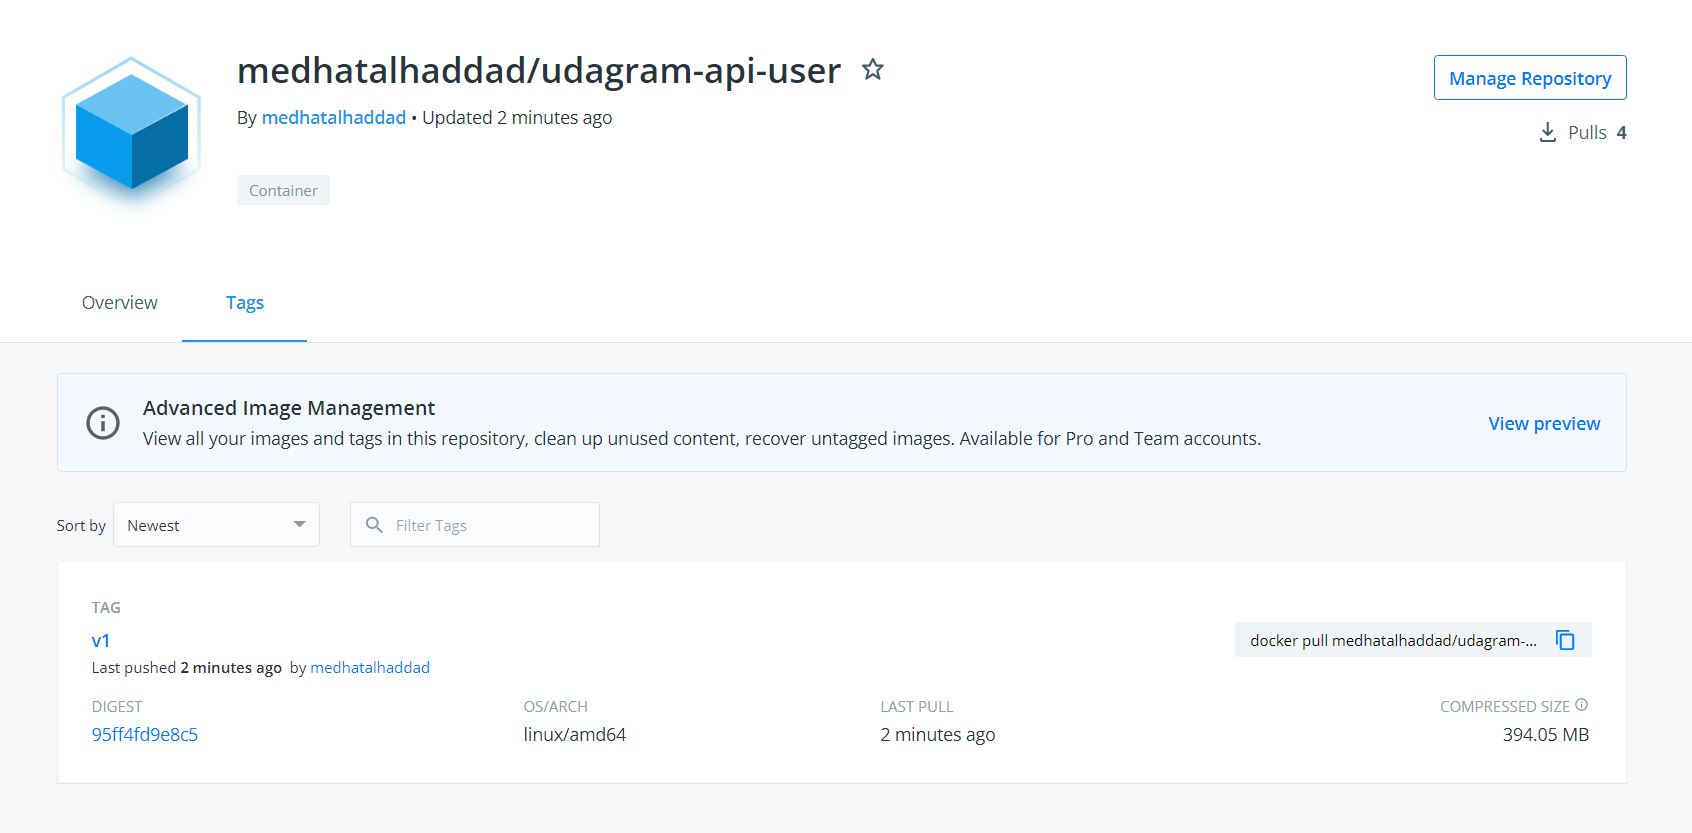 medhatalhaddad/udagram-api-user
Manage Repository
By medhatalhaddad • Updated 2 minutes ago
Pulls 4
Container
Overview
Tags
Advanced Image Management
View all your images and tags in this repository, clean up unused content, recover untagged images. Available for Pro and Team accounts.
View preview
Sort by Newest
Filter Tags
TAG
v1
docker pull medhatalhaddad/udagram-...
Last pushed 2 minutes ago by medhatalhaddad
DIGEST
OS/ARCH
LAST PULL
COMPRESSED SIZE
95ff4fd9e8c5
linux/amd64
2 minutes ago
394.05 MB